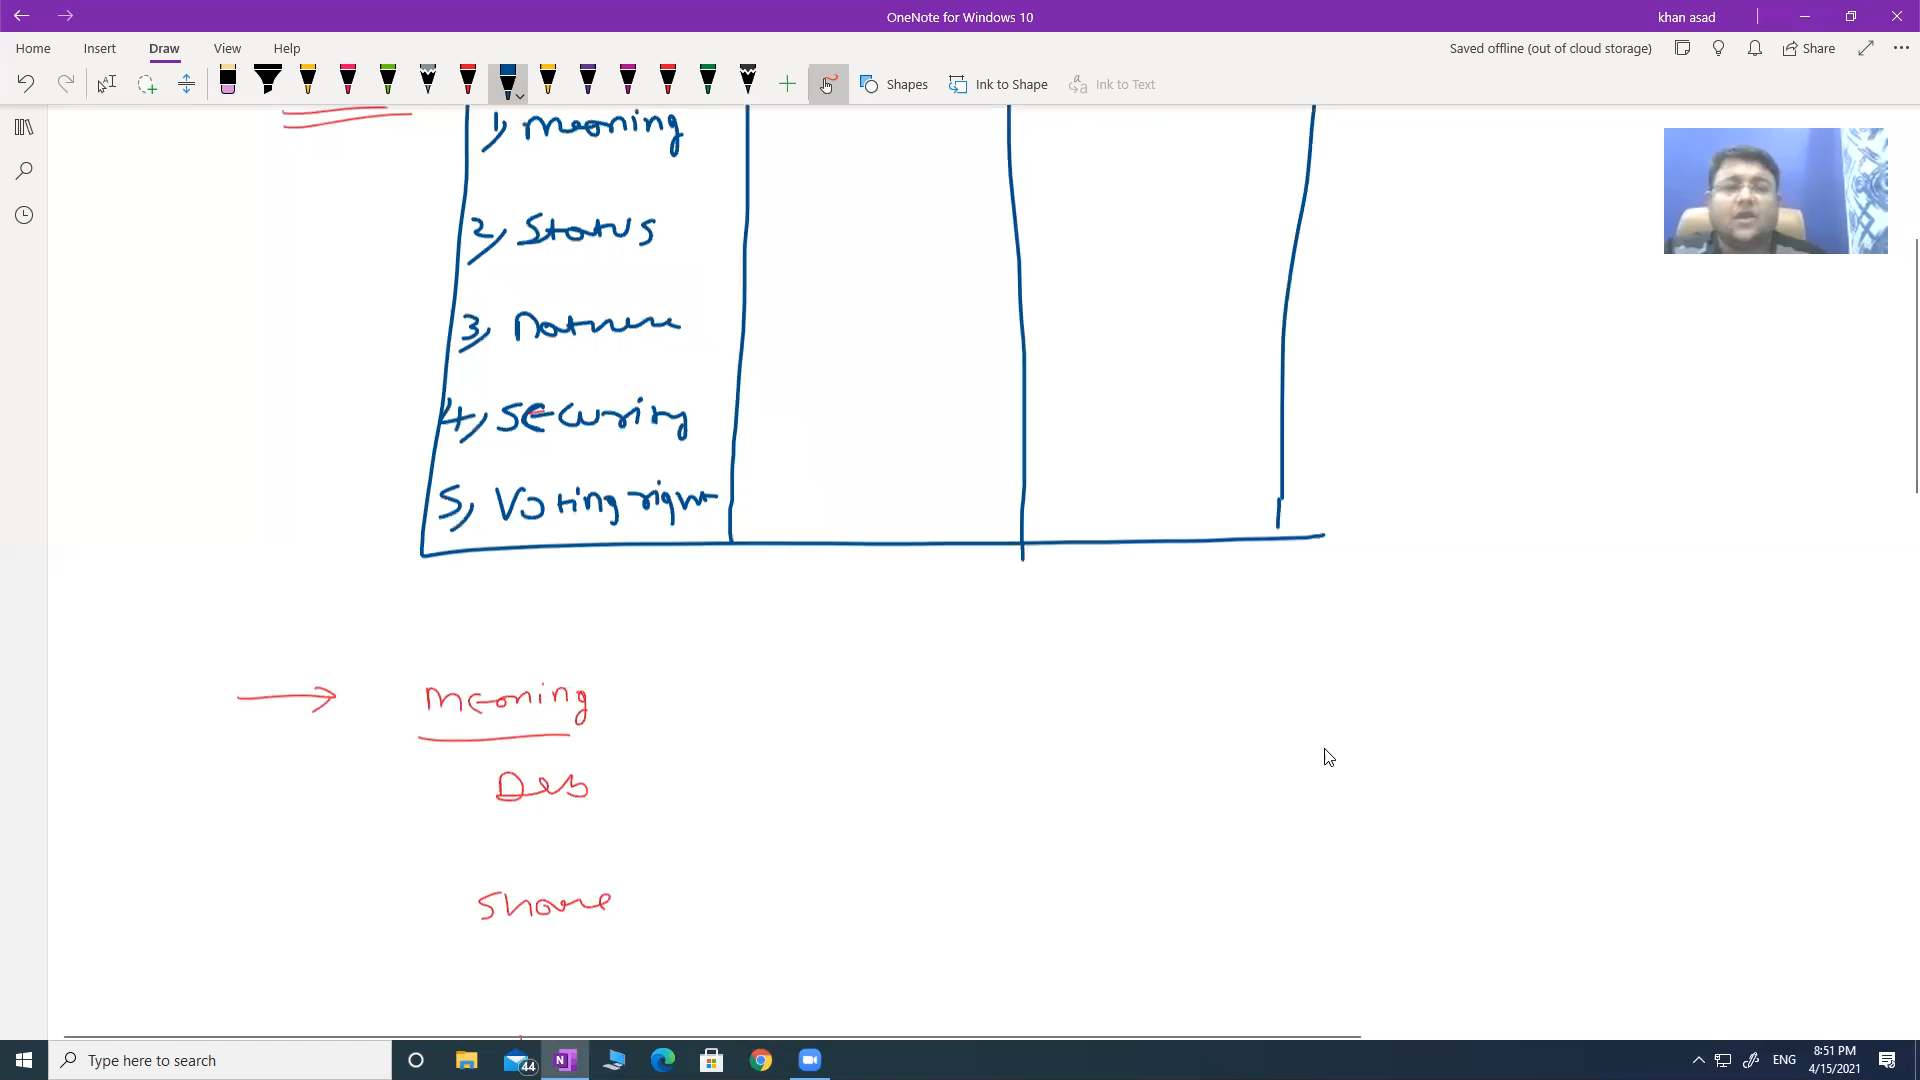 OneNote for Windows 10
khan asad
Home Insert Draw View Help
Saved offline (out of cloud storage)
Share
Shapes
Ink to Shape
Ink to Text
1, meaning
2, Status
3, Nature
4, Security
5, Voting right
Meaning
Deb
Share
Type here to search
44
ENG
8:51 PM
4/15/2021